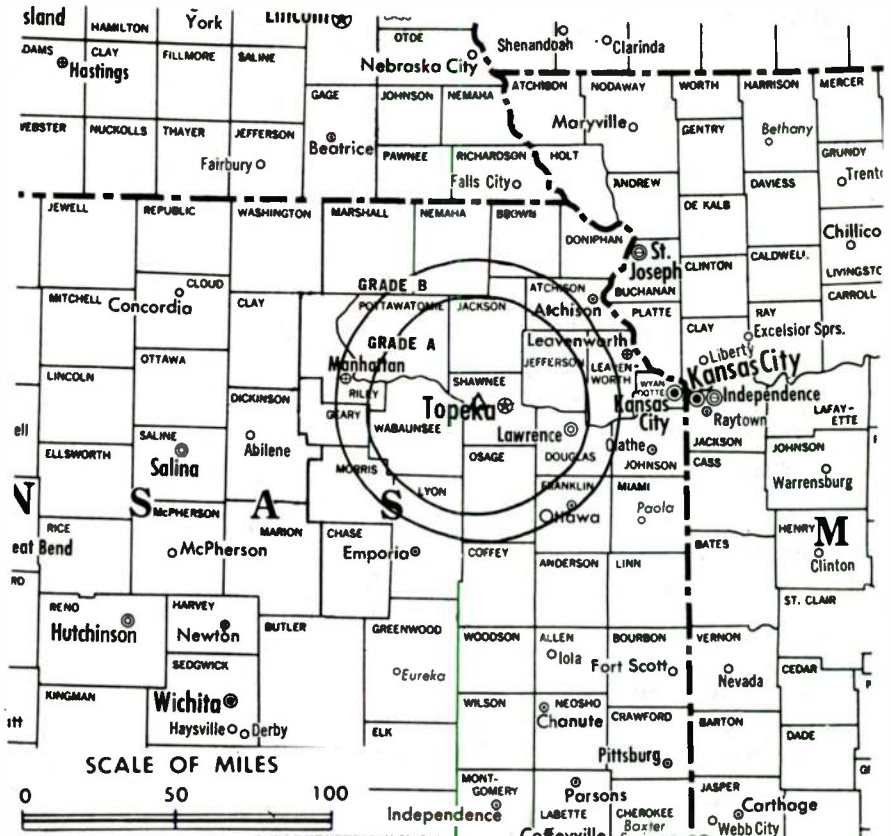 sland
HAMILTON
York
Lincoln
CASS
OTOE
Shenandoah
Clarinda
DAMS
CLAY
FILLMORE
SALINE
Hastings
Nebraska City
GAGE
JOHNSON
NEMAHA
ATCHISON
NODAWAY
WORTH
HARRISON
MERCER
WEBSTER
NUCKOLLS
THAYER
JEFFERSON
Beatrice
Maryville
GENTRY
Bethany
Fairbury
PAWNEE
RICHARDSON
HOLT
GRUNDY
Falls City
ANDREW
DAVIESS
Trent
JEWELL
REPUBLIC
WASHINGTON
MARSHALL
NEMAHA
BROWN
DE KALB
DONIPHAN
Chillico
St.
Joseph
CLINTON
CALDWELL
LIVINGSTO
CLOUD
GRADE B
ATCHISON
BUCHANAN
CARROLL
MITCHELL
Concordia
CLAY
POTTAWATOMIE
JACKSON
Atchison
PLATTE
RAY
CLAY
Excelsior Sprs.
GRADE A
Leavenworth
OTTAWA
Manhattan
JEFFERSON
LEAVEN-
WORTH
Liberty
Kansas City
LINCOLN
RILEY
SHAWNEE
WYAN
DOTTE
DICKINSON
GEARY
Topeka
Kansas
City
Independence
Raytown
LAFAY-
ETTE
ell
SALINE
Abilene
WABAUNSEE
Lawrence
Olathe
JACKSON
JOHNSON
ELLSWORTH
Salina
MORRIS
OSAGE
DOUGLAS
JOHNSON
CASS
Warrensburg
LYON
FRANKLIN
MIAMI
N S A S
McPHERSON
Ottawa
Paola
RICE
MARION
CHASE
HENRY
M
eat Bend
McPherson
Emporia
COFFEY
BATES
Clinton
ANDERSON
LINN
RO
RENO
HARVEY
ST. CLAIR
Hutchinson
Newton
BUTLER
GREENWOOD
WOODSON
ALLEN
BOURBON
VERNON
Iola
SEDGWICK
Eureka
Fort Scott
Nevada
CEDAR
KINGMAN
Wichita
WILSON
NEOSHO
Chanute
CRAWFORD
BARTON
att
Haysville
Derby
ELK
DADE
SCALE OF MILES
Pittsburg
0 50 100
MONT-
GOMERY
Parsons
JASPER
Independence
LABETTE
CHEROKEE
Carthage
Coffeyville
Baxter
Webb City